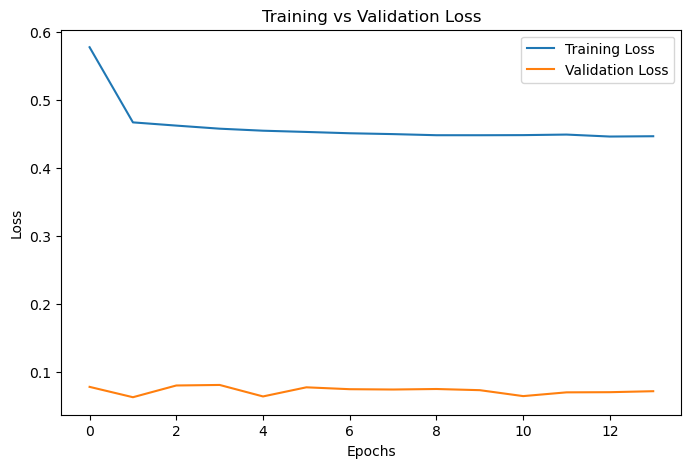 Training vs Validation Loss
0.6
0.5
0.4
0.3
0.2
0.1
Loss
Training Loss
Validation Loss
0 2 4 6 8 10 12
Epochs